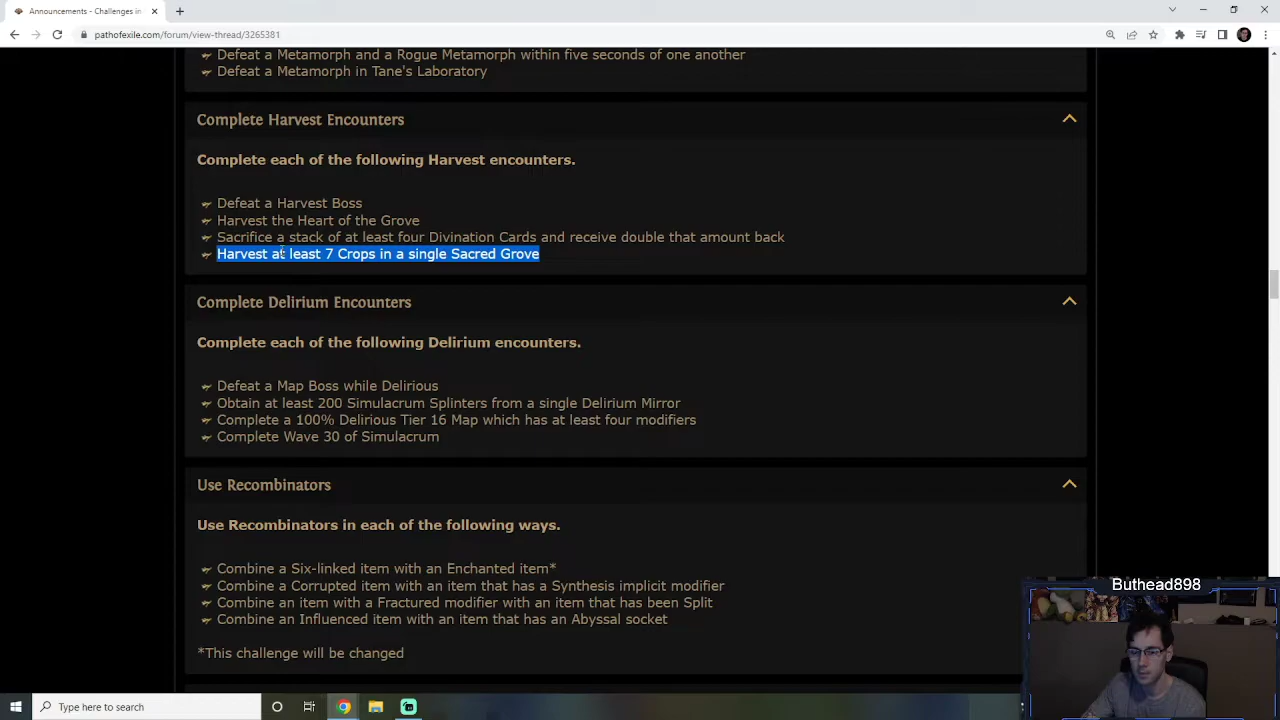 Announcements - Challenges in
pathofexile.com/forum/view-thread/3265381
Defeat a Metamorph and a Rogue Metamorph within five seconds of one another
Defeat a Metamorph in Tane's Laboratory
Complete Harvest Encounters
Complete each of the following Harvest encounters.
Defeat a Harvest Boss
Harvest the Heart of the Grove
Sacrifice a stack of at least four Divination Cards and receive double that amount back
Harvest at least 7 Crops in a single Sacred Grove
Complete Delirium Encounters
Complete each of the following Delirium encounters.
Defeat a Map Boss while Delirious
Obtain at least 200 Simulacrum Splinters from a single Delirium Mirror
Complete a 100% Delirious Tier 16 Map which has at least four modifiers
Complete Wave 30 of Simulacrum
Use Recombinators
Use Recombinators in each of the following ways.
Combine a Six-linked item with an Enchanted item*
Combine a Corrupted item with an item that has a Synthesis implicit modifier
Combine an item with a Fractured modifier with an item that has been Split
Combine an Influenced item with an item that has an Abyssal socket
*This challenge will be changed
Buthead898
Type here to search